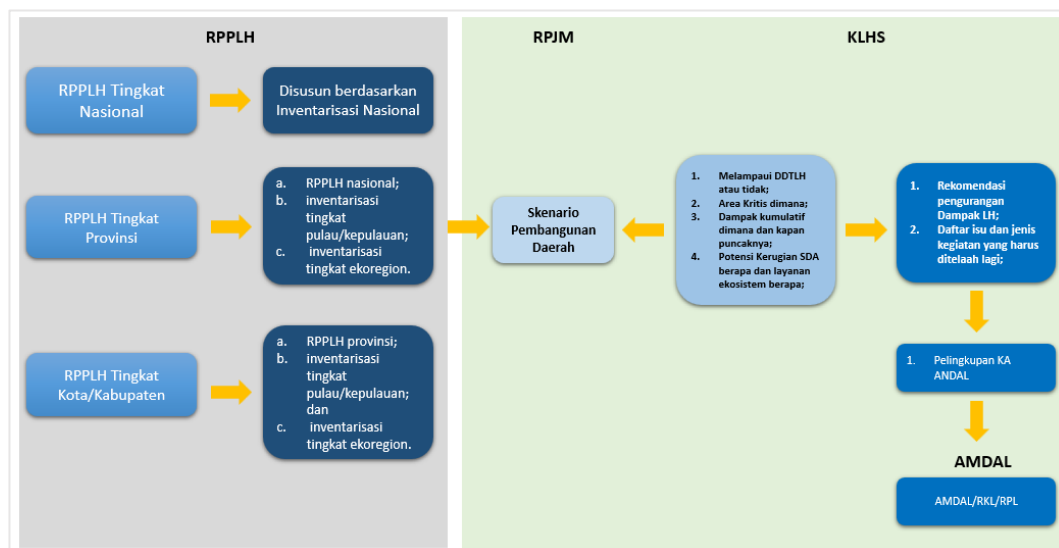 RPPLH
RPPLH Tingkat
Nasional
Disusun berdasarkan
Inventarisasi Nasional
RPPLH Tingkat
Provinsi
a. RPPLH nasional;
b. inventarisasi
tingkat
pulau/kepulauan;
c. inventarisasi
tingkat ekoregion.
RPPLH Tingkat
Kota/Kabupaten
a. RPPLH provinsi;
b. inventarisasi
tingkat
pulau/kepulauan;
dan
c. inventarisasi
tingkat ekoregion.
RPJM
Skenario
Pembangunan
Daerah
KLHS
1. Melampaui DDTLH
atau tidak;
2. Area Kritis dimana;
3. Dampak kumulatif
dimana dan kapan
puncaknya;
4. Potensi Kerugian SDA
berapa dan layanan
ekosistem berapa;
1. Rekomendasi
pengurangan
Dampak LH;
2. Daftar isu dan jenis
kegiatan yang harus
ditelaah lagi;
1. Pelingkupan KA
ANDAL
AMDAL
AMDAL/RKL/RPL